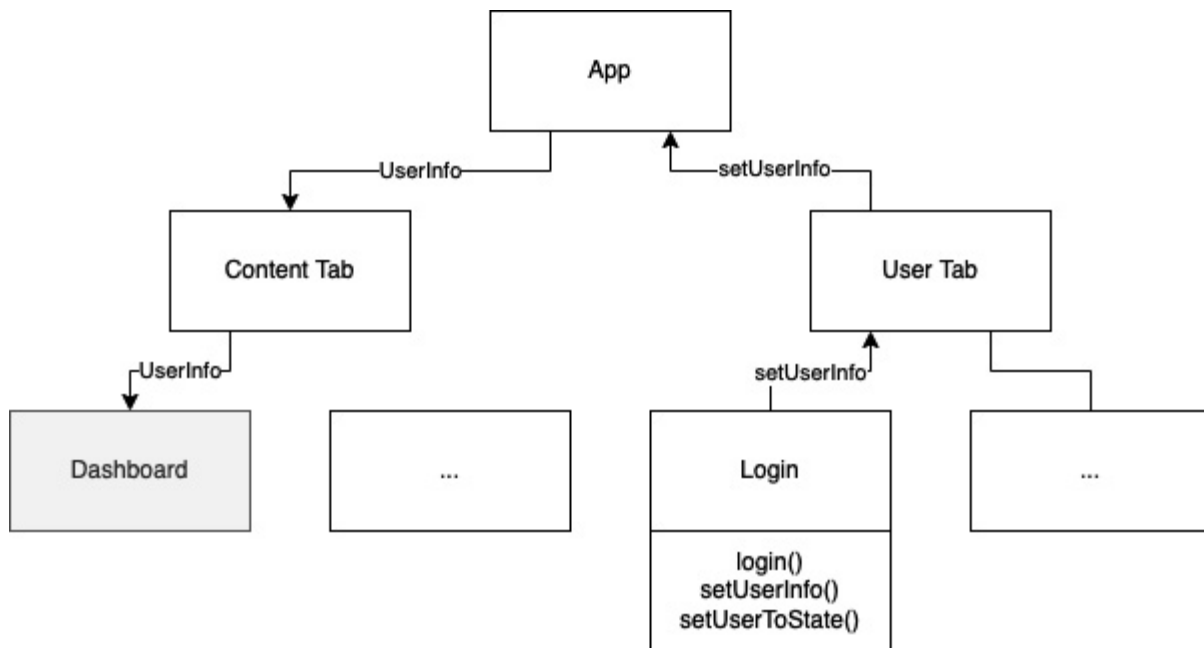 App
UserInfo
setUserInfo
Content Tab
User Tab
UserInfo
setUserInfo
Dashboard
...
Login
...
login()
setUserInfo()
setUserToState()